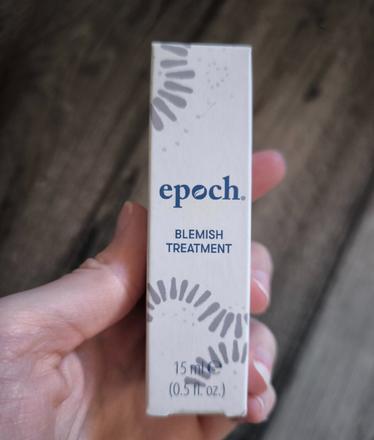 epoch®
BLEMISH
TREATMENT
15 ml ℮
(0.5 fl. oz.)